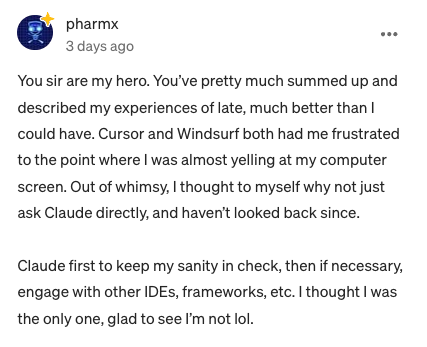 pharmx
3 days ago
You sir are my hero. You’ve pretty much summed up and
described my experiences of late, much better than I
could have. Cursor and Windsurf both had me frustrated
to the point where I was almost yelling at my computer
screen. Out of whimsy, I thought to myself why not just
ask Claude directly, and haven’t looked back since.
Claude first to keep my sanity in check, then if necessary,
engage with other IDEs, frameworks, etc. I thought I was
the only one, glad to see I’m not lol.